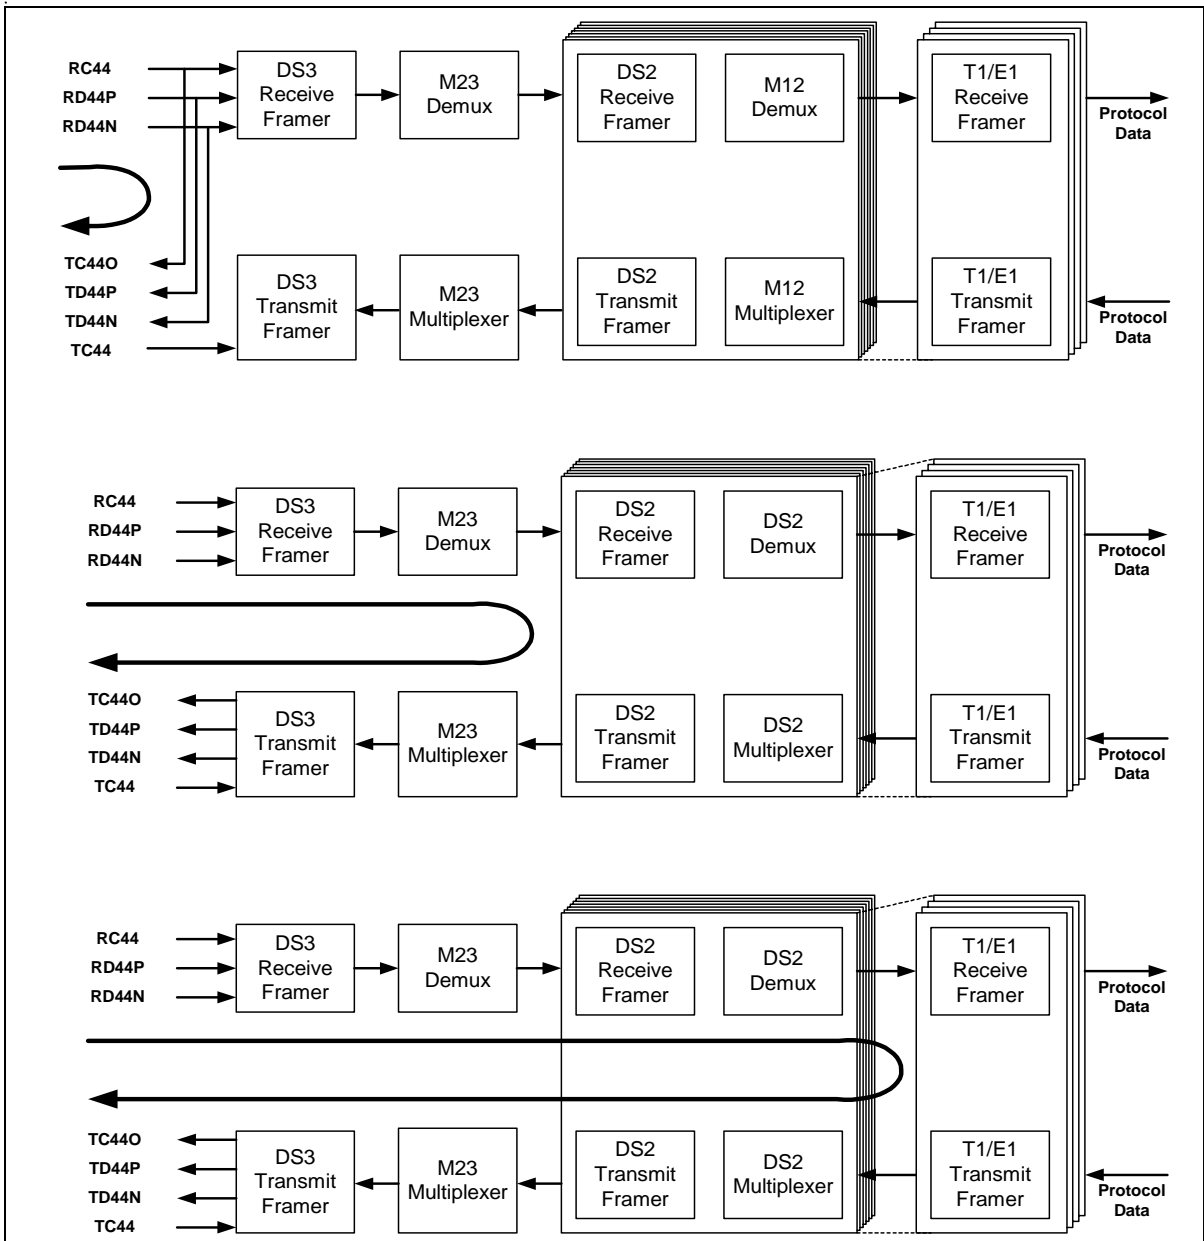 RC44
RD44P
RD44N
DS3
Receive
Framer
M23
Demux
DS2
Receive
Framer
M12
Demux
T1/E1
Receive
Framer
Protocol
Data
TC44O
TD44P
TD44N
TC44
DS3
Transmit
Framer
M23
Multiplexer
DS2
Transmit
Framer
M12
Multiplexer
T1/E1
Transmit
Framer
Protocol
Data
RC44
RD44P
RD44N
DS3
Receive
Framer
M23
Demux
DS2
Receive
Framer
DS2
Demux
T1/E1
Receive
Framer
Protocol
Data
TC44O
TD44P
TD44N
TC44
DS3
Transmit
Framer
M23
Multiplexer
DS2
Transmit
Framer
DS2
Multiplexer
T1/E1
Transmit
Framer
Protocol
Data
RC44
RD44P
RD44N
DS3
Receive
Framer
M23
Demux
DS2
Receive
Framer
DS2
Demux
T1/E1
Receive
Framer
Protocol
Data
TC44O
TD44P
TD44N
TC44
DS3
Transmit
Framer
M23
Multiplexer
DS2
Transmit
Framer
DS2
Multiplexer
T1/E1
Transmit
Framer
Protocol
Data